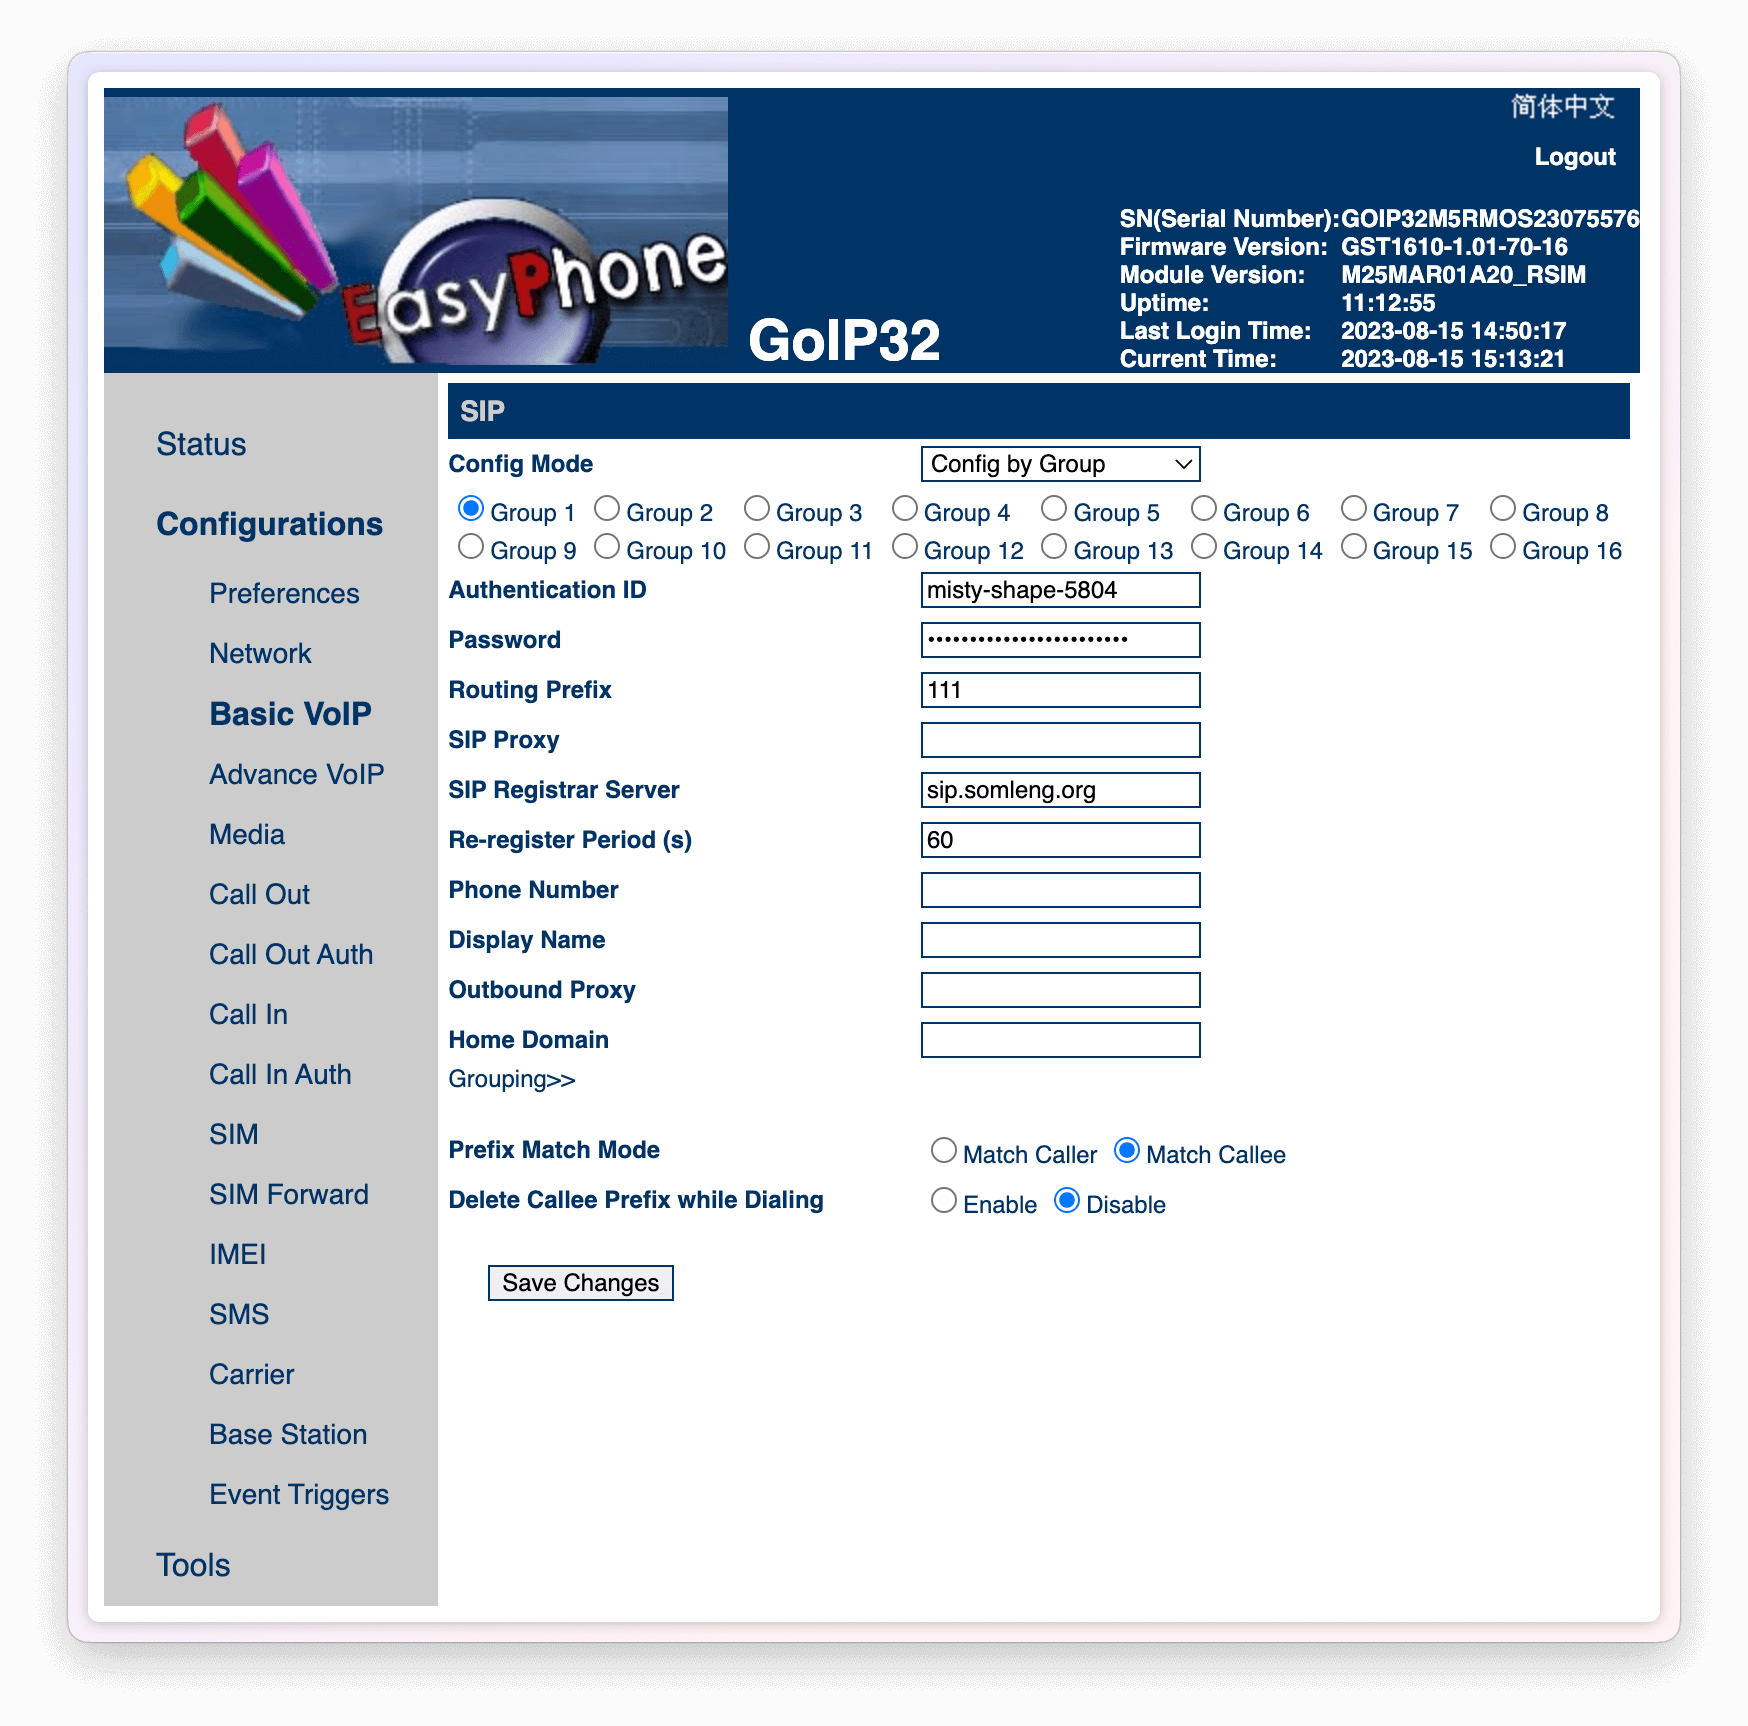 简体中文
Logout
EasyPhone
GoIP32
SN(Serial Number):GOIP32M5RMOS23075576
Firmware Version: GST1610-1.01-70-16
Module Version: M25MAR01A20_RSIM
Uptime: 11:12:55
Last Login Time: 2023-08-15 14:50:17
Current Time: 2023-08-15 15:13:21
Status
Configurations
Preferences
Network
Basic VoIP
Advance VoIP
Media
Call Out
Call Out Auth
Call In
Call In Auth
SIM
SIM Forward
IMEI
SMS
Carrier
Base Station
Event Triggers
Tools
SIP
Config Mode Config by Group
Group 1 Group 2 Group 3 Group 4 Group 5 Group 6 Group 7 Group 8
Group 9 Group 10 Group 11 Group 12 Group 13 Group 14 Group 15 Group 16
Authentication ID misty-shape-5804
Password ••••••••••••••••••••••••
Routing Prefix 111
SIP Proxy
SIP Registrar Server sip.somleng.org
Re-register Period (s) 60
Phone Number
Display Name
Outbound Proxy
Home Domain
Grouping>>
Prefix Match Mode Match Caller Match Callee
Delete Callee Prefix while Dialing Enable Disable
Save Changes